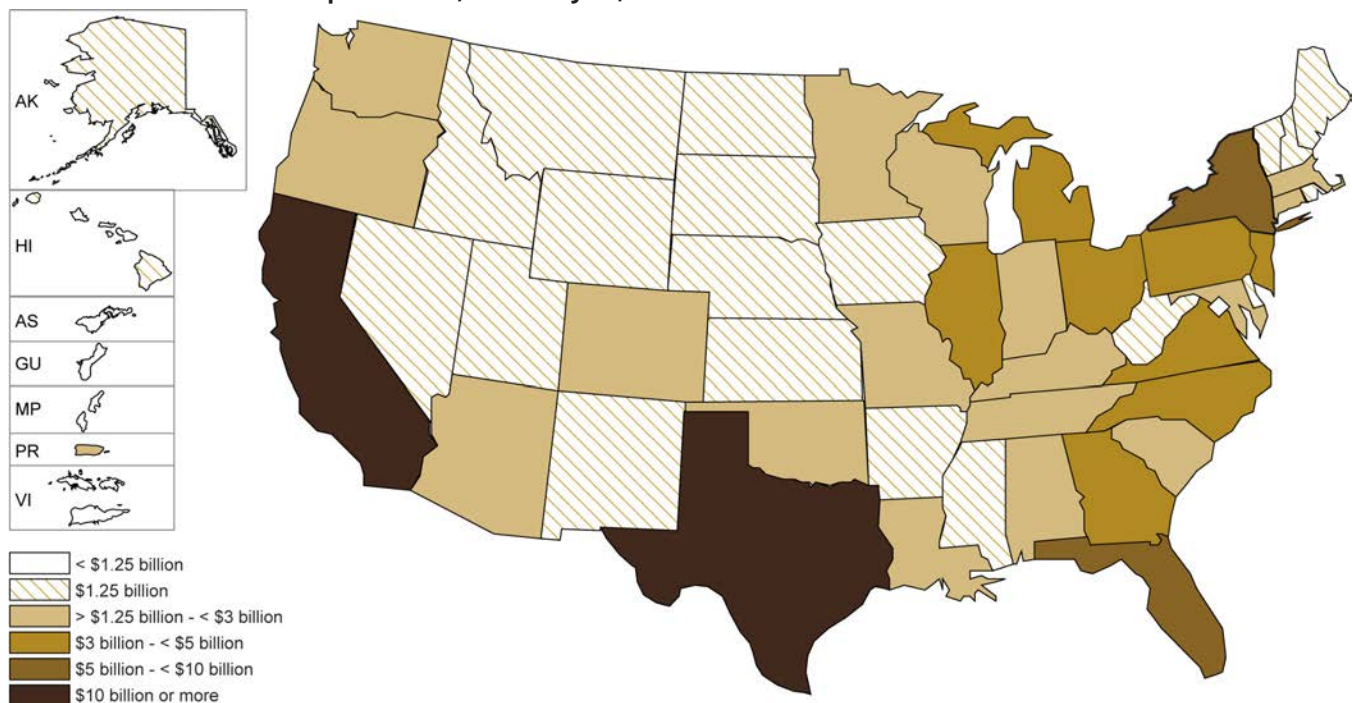 AK
HI
AS
GU
MP
PR
VI
< $1.25 billion
$1.25 billion
> $1.25 billion - < $3 billion
$3 billion - < $5 billion
$5 billion - < $10 billion
$10 billion or more